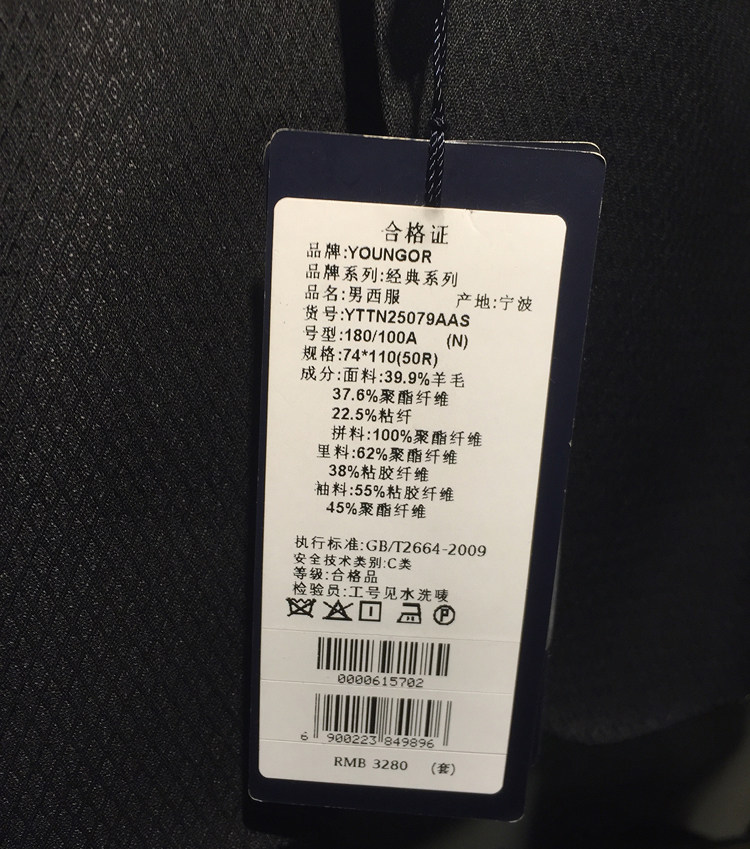 合格证
品牌:YOUNGOR
品牌系列:经典系列
品名:男西服 产地:宁波
货号:YTTN25079AAS
号型:180/100A (N)
规格:74*110(50R)
成分:面料:39.9%羊毛
37.6%聚酯纤维
22.5%粘纤
拼料:100%聚酯纤维
里料:62%聚酯纤维
38%粘胶纤维
袖料:55%粘胶纤维
45%聚酯纤维
执行标准:GB/T2664-2009
安全技术类别:C类
等级:合格品
检验员:工号见水洗唛
P
0000615702
6 900223 849896
RMB 3280 (套)